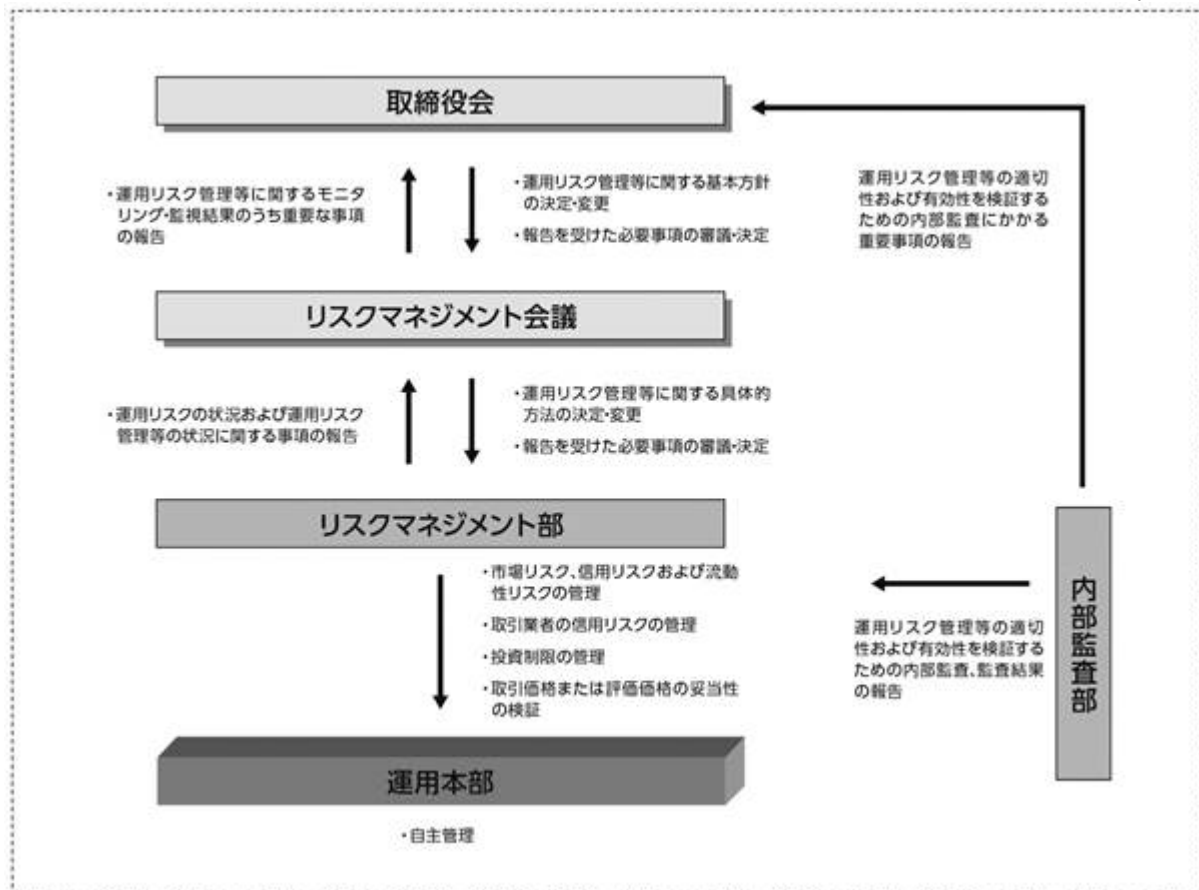 取締役会
・運用リスク管理等に関するモニタ
リング・監視結果のうち重要な事項
の報告
・運用リスク管理等に関する基本方針
の決定・変更
・報告を受けた必要事項の審議・決定
運用リスク管理等の適切
性および有効性を検証する
ための内部監査にかかる
重要事項の報告
リスクマネジメント会議
・運用リスクの状況および運用リスク
管理等の状況に関する事項の報告
・運用リスク管理等に関する具体的
方法の決定・変更
・報告を受けた必要事項の審議・決定
リスクマネジメント部
・市場リスク、信用リスクおよび流動
性リスクの管理
・取引業者の信用リスクの管理
・投資制限の管理
・取引価格または評価価格の妥当性
の検証
運用リスク管理等の適切
性および有効性を検証する
ための内部監査、監査結果
の報告
内部監査部
運用本部
・自主管理